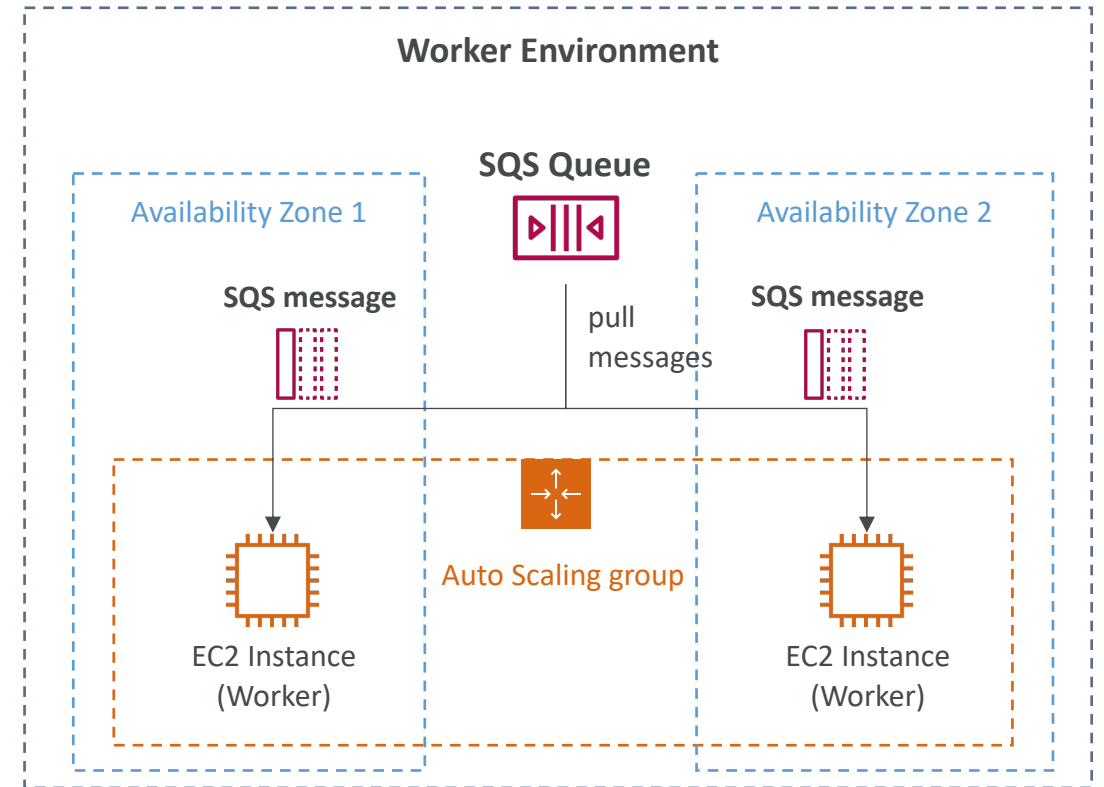 Worker Environment
SQS Queue
Availability Zone 1
Availability Zone 2
SQS message
SQS message
pull
messages
Auto Scaling group
EC2 Instance
(Worker)
EC2 Instance
(Worker)